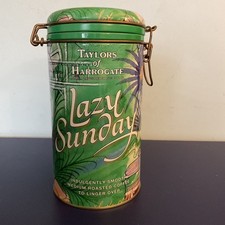 TAYLORS
of
HARROGATE
Lazy
Sunday
INDULGENTLY SMOOTH
MEDIUM ROASTED COFFEE
TO LINGER OVER